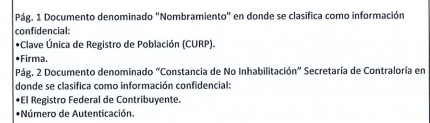 Pág. 1 Documento denominado "Nombramiento" en donde se clasifica como información
confidencial:
•Clave Única de Registro de Población (CURP).
•Firma.
Pág. 2 Documento denominado "Constancia de No Inhabilitación" Secretaría de Contraloría en
donde se clasifica como información confidencial:
•El Registro Federal de Contribuyente.
•Número de Autenticación.